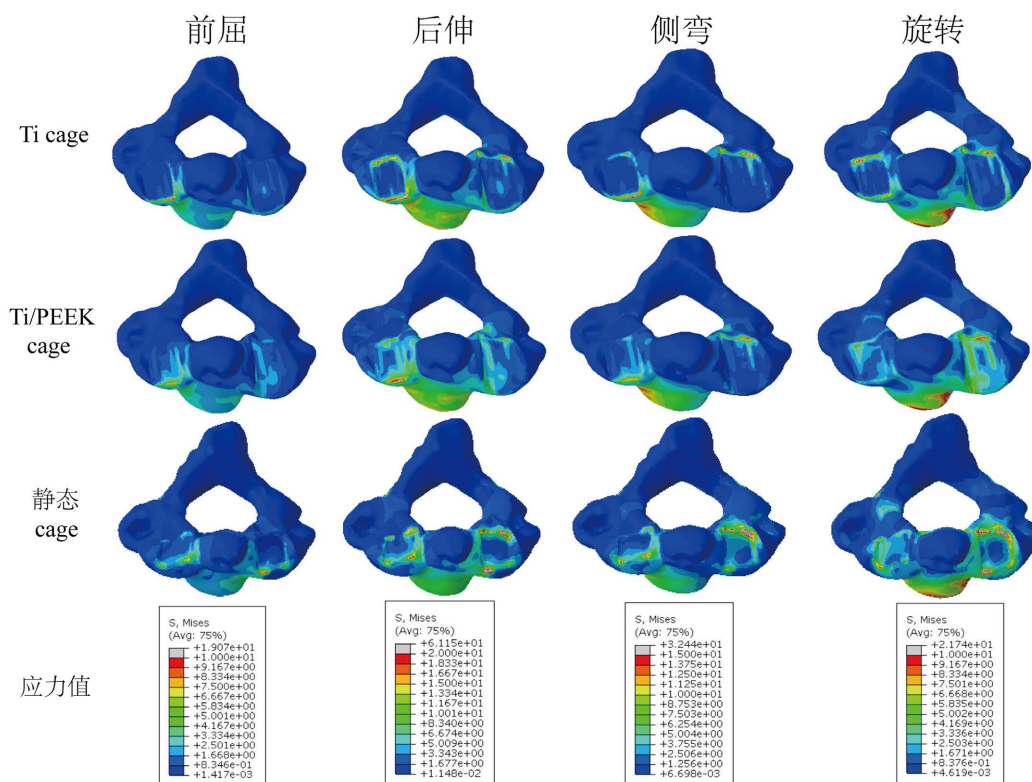 前屈 后伸 侧弯 旋转
Ti cage
Ti/PEEK
cage
静态
cage
应力值
S, Mises
(Avg: 75%)
+1.907e+01
+1.000e+01
+9.167e+00
+8.334e+00
+7.500e+00
+6.667e+00
+5.834e+00
+5.001e+00
+4.167e+00
+3.334e+00
+2.501e+00
+1.668e+00
+8.346e-01
+1.417e-03
S, Mises
(Avg: 75%)
+6.115e+01
+2.000e+01
+1.833e+01
+1.667e+01
+1.500e+01
+1.334e+01
+1.167e+01
+1.001e+01
+8.340e+00
+6.674e+00
+5.009e+00
+3.343e+00
+1.677e+00
+1.148e-02
S, Mises
(Avg: 75%)
+3.244e+01
+1.500e+01
+1.375e+01
+1.250e+01
+1.125e+01
+1.000e+01
+8.753e+00
+7.503e+00
+6.254e+00
+5.004e+00
+3.755e+00
+2.506e+00
+1.256e+00
+6.698e-03
S, Mises
(Avg: 75%)
+2.174e+01
+1.000e+01
+9.167e+00
+8.334e+00
+7.501e+00
+6.668e+00
+5.835e+00
+5.002e+00
+4.169e+00
+3.336e+00
+2.503e+00
+1.671e+00
+8.376e-01
+4.619e-03